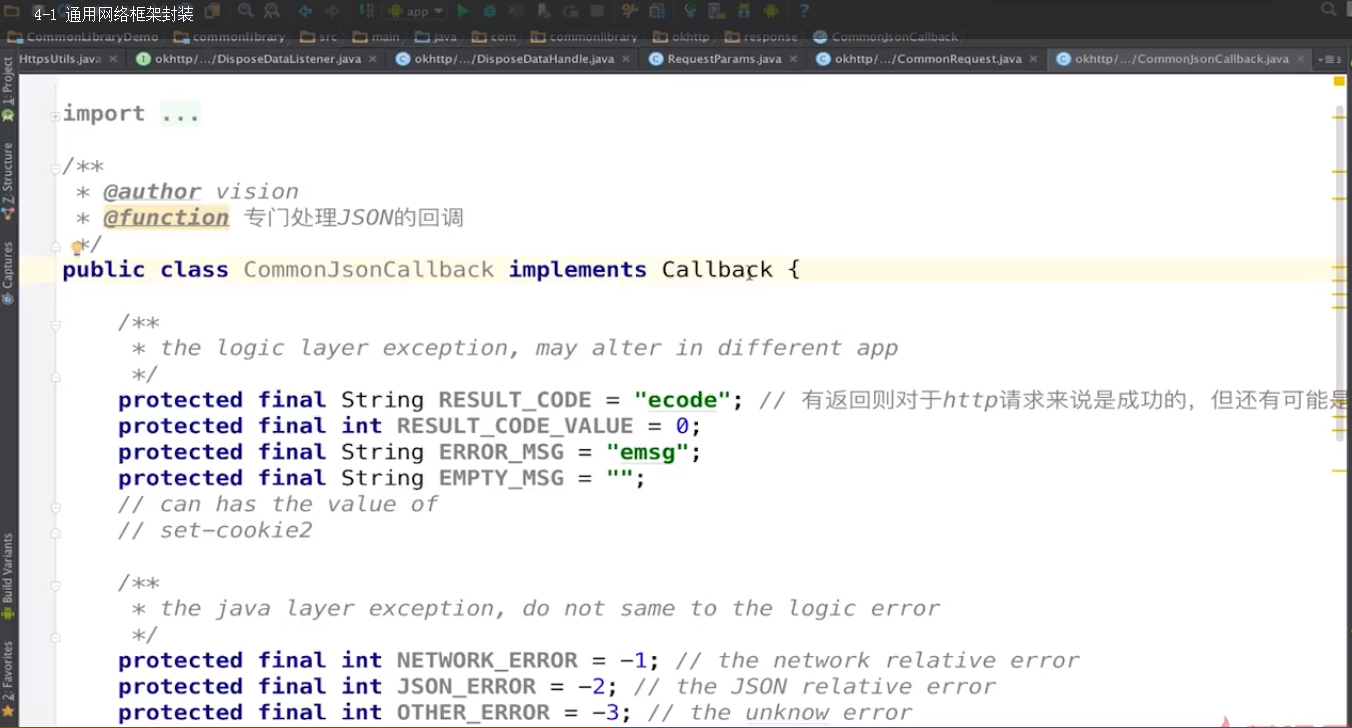 4-1 通用网络框架封装
app
CommonLibraryDemo commonlibrary src main java com commonlibrary okhttp response CommonJsonCallback
HttpsUtils.java okhttp/.../DisposeDataListener.java okhttp/.../DisposeDataHandle.java RequestParams.java okhttp/.../CommonRequest.java okhttp/.../CommonJsonCallback.java
1: Project
Z: Structure
Captures
Build Variants
2: Favorites
import ...
/**
* @author vision
* @function 专门处理JSON的回调
*/
public class CommonJsonCallback implements Callback {
/**
* the logic layer exception, may alter in different app
*/
protected final String RESULT_CODE = "ecode"; // 有返回则对于http请求来说是成功的，但还有可能是
protected final int RESULT_CODE_VALUE = 0;
protected final String ERROR_MSG = "emsg";
protected final String EMPTY_MSG = "";
// can has the value of
// set-cookie2
/**
* the java layer exception, do not same to the logic error
*/
protected final int NETWORK_ERROR = -1; // the network relative error
protected final int JSON_ERROR = -2; // the JSON relative error
protected final int OTHER_ERROR = -3; // the unknow error